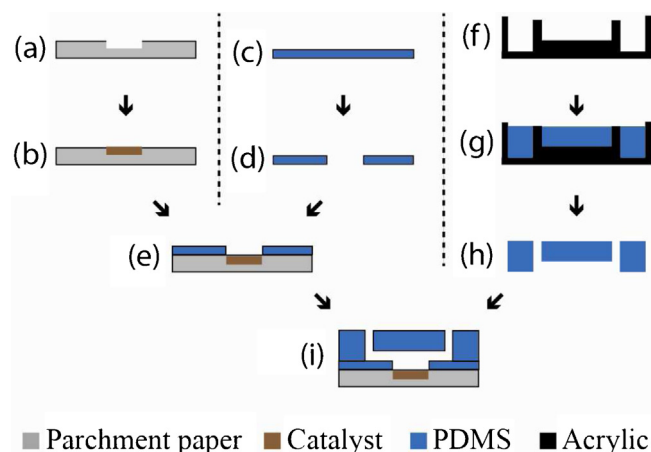 (a)
(c)
(f)
(b)
(d)
(g)
(e)
(h)
(i)
Parchment paper Catalyst PDMS Acrylic